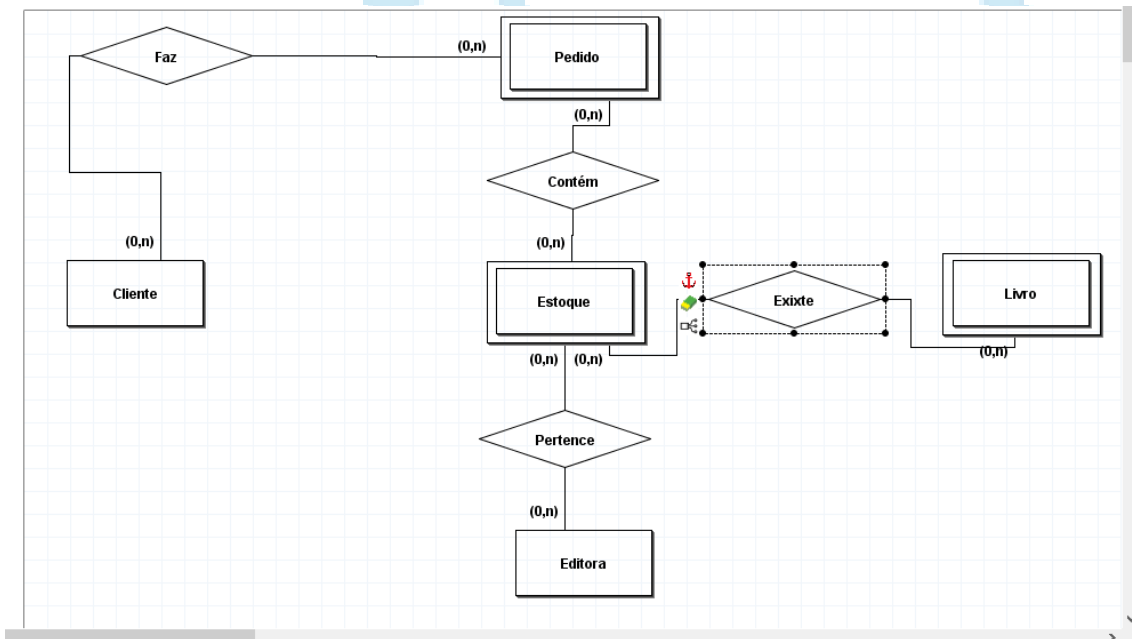 Faz
(0,n)
Pedido
(0,n)
Contém
(0,n)
(0,n)
Cliente
Estoque
Exixte
Livro
(0,n)
(0,n)
(0,n)
Pertence
(0,n)
Editora